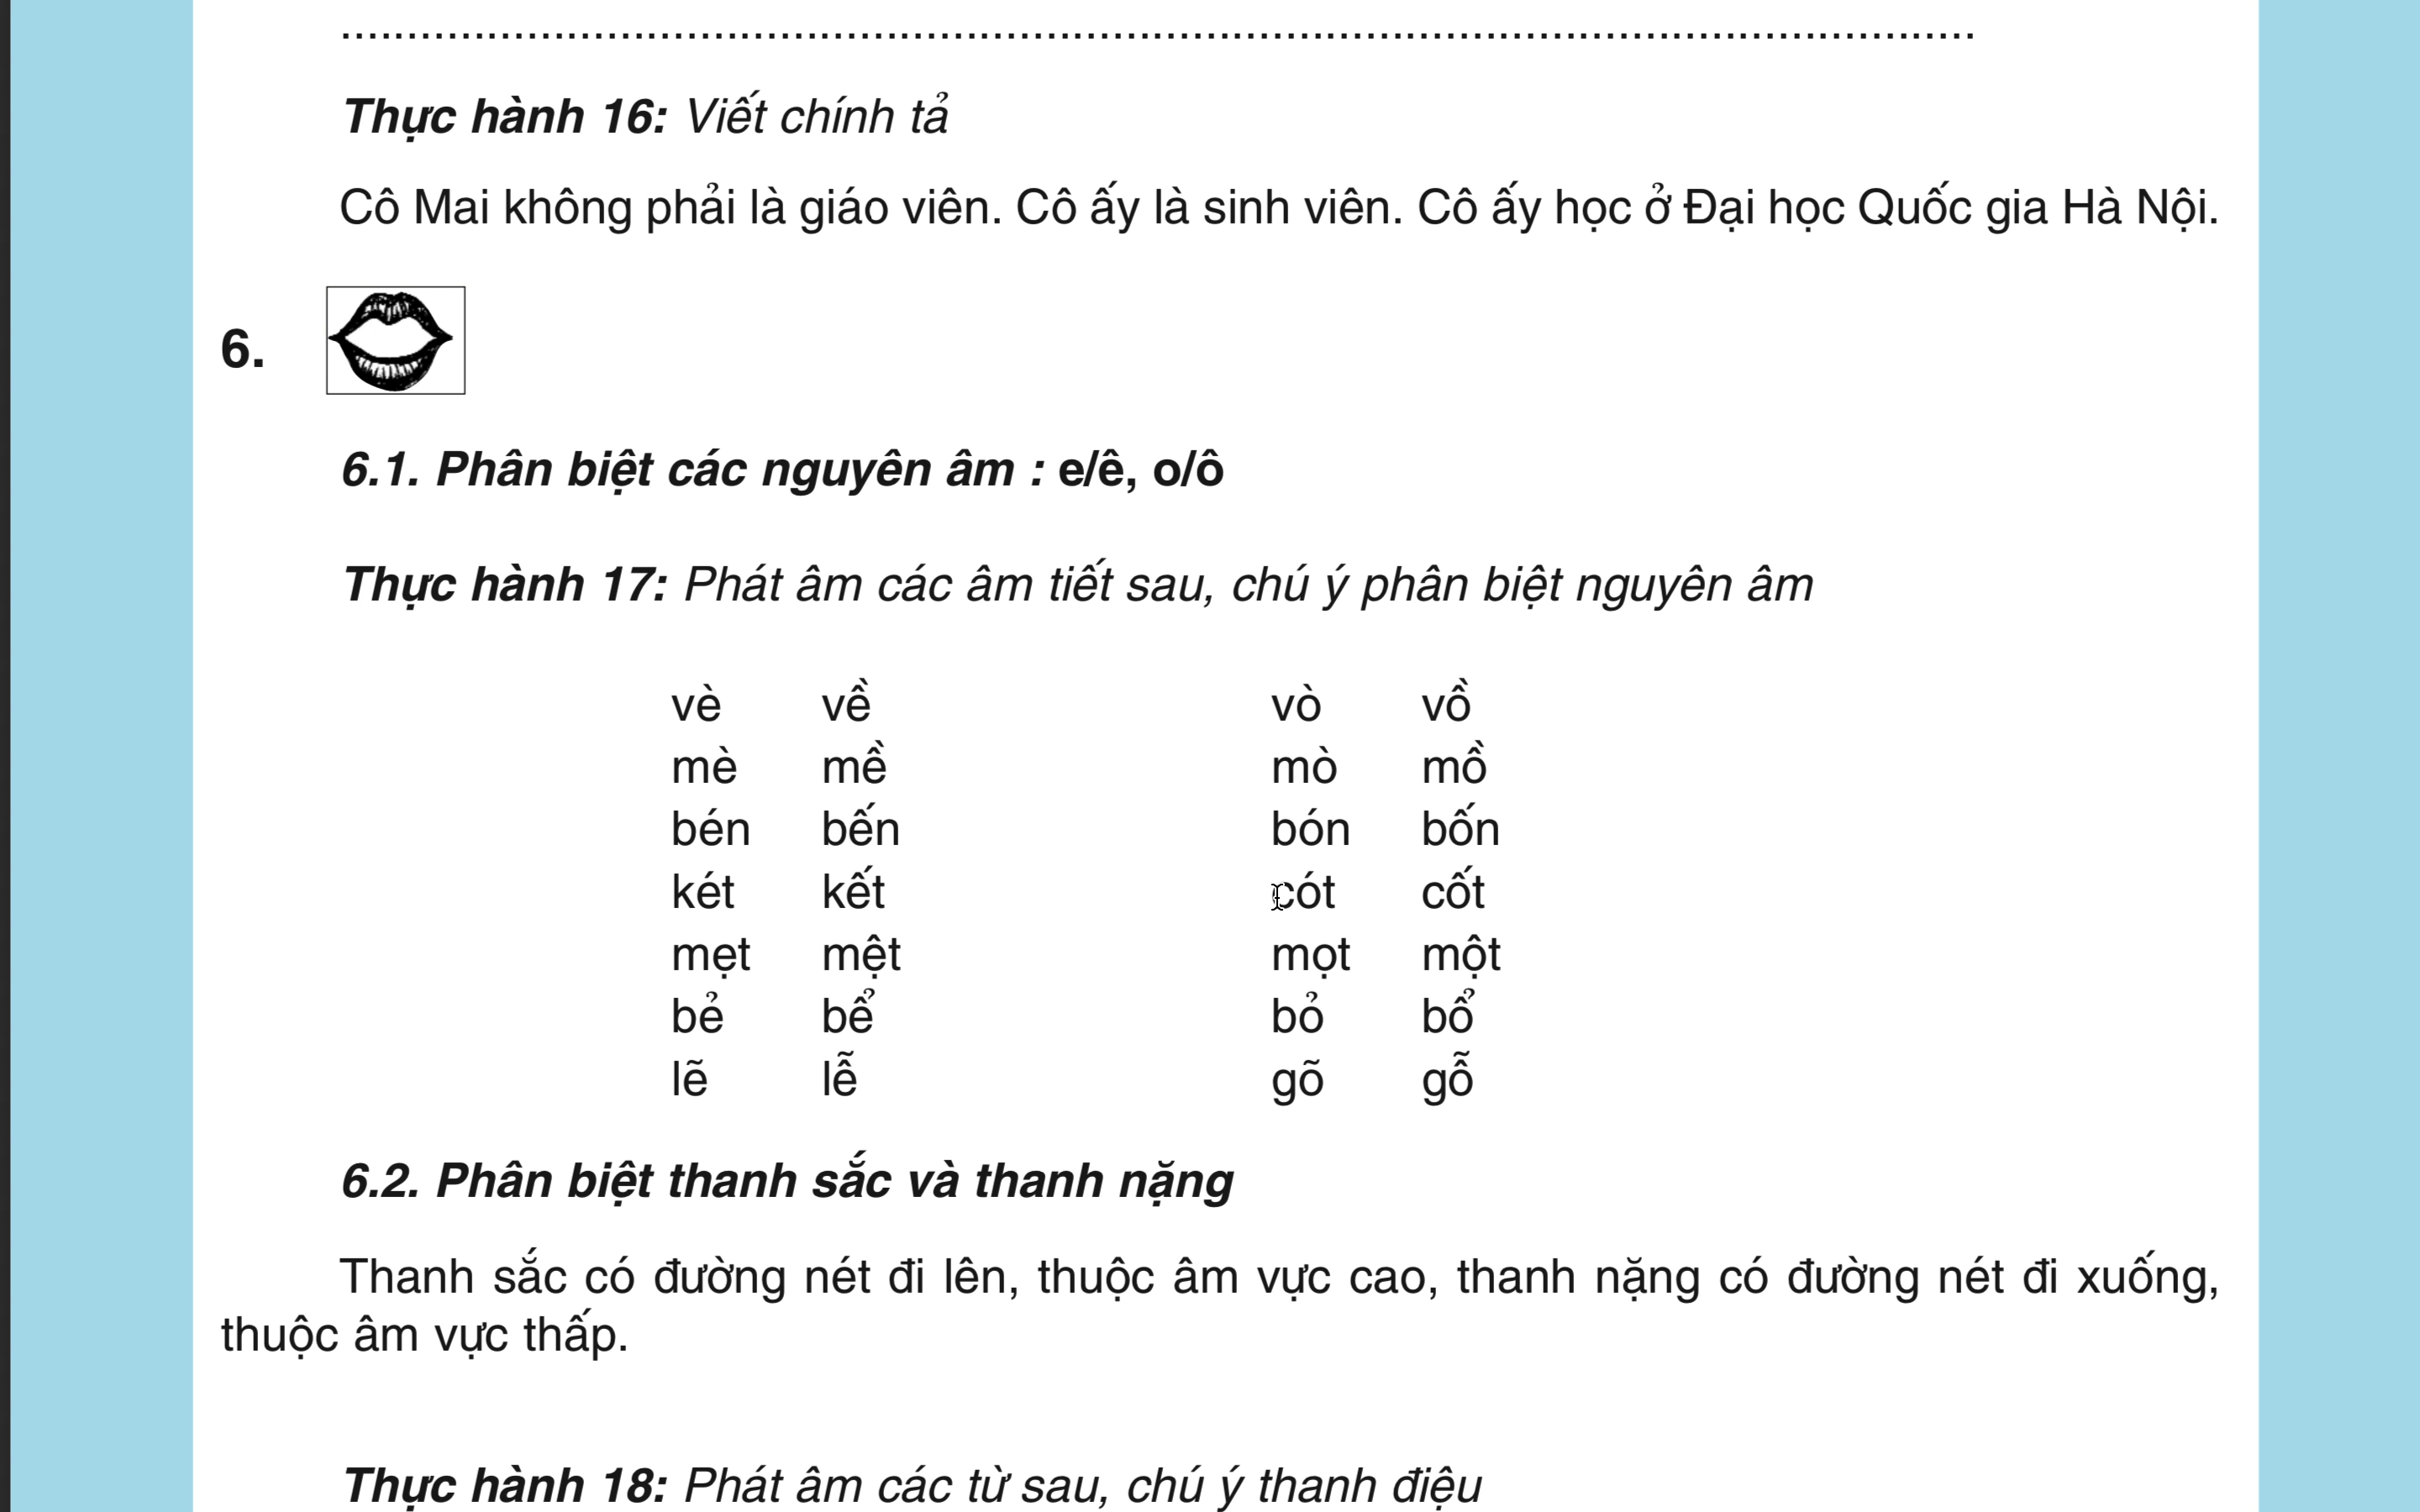 ................................................................................................................................
Thực hành 16: Viết chính tả
Cô Mai không phải là giáo viên. Cô ấy là sinh viên. Cô ấy học ở Đại học Quốc gia Hà Nội.
6.
6.1. Phân biệt các nguyên âm : e/ê, o/ô
Thực hành 17: Phát âm các âm tiết sau, chú ý phân biệt nguyên âm
vè về vò vồ
mè mề mò mồ
bén bến bón bốn
két kết cót cốt
mẹt mệt mọt một
bẻ bể bỏ bổ
lẽ lễ gõ gỗ
6.2. Phân biệt thanh sắc và thanh nặng
Thanh sắc có đường nét đi lên, thuộc âm vực cao, thanh nặng có đường nét đi xuống,
thuộc âm vực thấp.
Thực hành 18: Phát âm các từ sau, chú ý thanh điệu